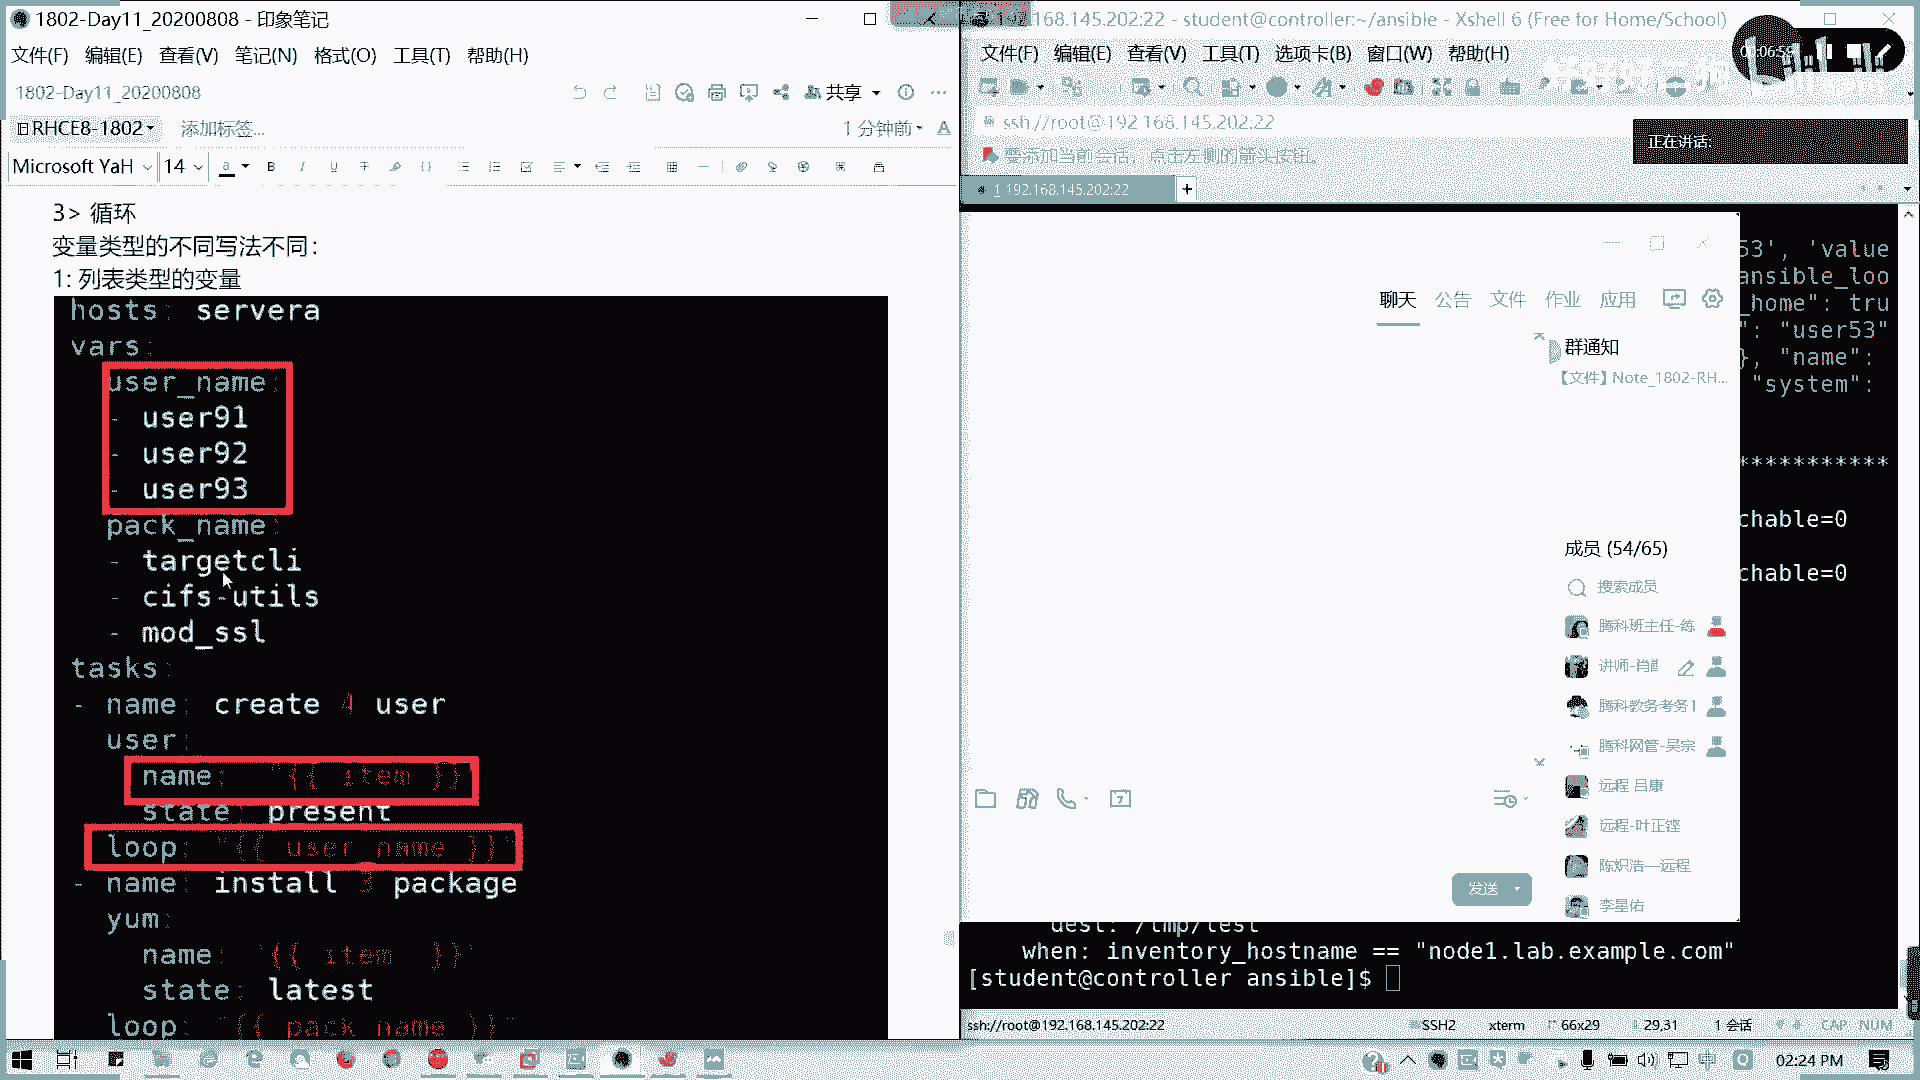 1802-Day11_20200808 - 印象笔记
文件(F) 编辑(E) 查看(V) 笔记(N) 格式(O) 工具(T) 帮助(H)
1802-Day11_20200808
共享
RHCE8-1802
添加标签...
1 分钟前
Microsoft YaH 14
3> 循环
变量类型的不同写法不同:
1: 列表类型的变量
hosts: servera
vars:
user_name:
- user91
- user92
- user93
pack_name:
- targetcli
- cifs-utils
- mod_ssl
tasks:
- name: create 4 user
user:
name: "{{ item }}"
state: present
loop: "{{ user_name }}"
- name: install 3 package
yum:
name: "{{ item }}"
state: latest
loop: "{{ pack_name }}"
168.145.202:22 - student@controller:~/ansible - Xshell 6 (Free for Home/School)
文件(F) 编辑(E) 查看(V) 工具(T) 选项卡(B) 窗口(W) 帮助(H)
00:06:59
ssh://root@192.168.145.202:22
要添加当前会话，点击左侧的箭头按钮。
正在讲话:
1 192.168.145.202:22
53', 'value
ansible_loo
_home": tru
": "user53"
}, "name":
"system":
***********
chable=0
chable=0
聊天 公告 文件 作业 应用
群通知
【文件】Note_1802-RH...
成员 (54/65)
搜索成员
腾科班主任-练
讲师-肖
腾科教务考务1
腾科网管-吴宗
远程 吕康
远程-叶正铿
陈炽浩—远程
李星佑
发送
dest: /tmp/test
when: inventory_hostname == "node1.lab.example.com"
[student@controller ansible]$
ssh://root@192.168.145.202:22
SSH2 xterm 66x29 29,31 1 会话 CAP NUM
中
02:24 PM